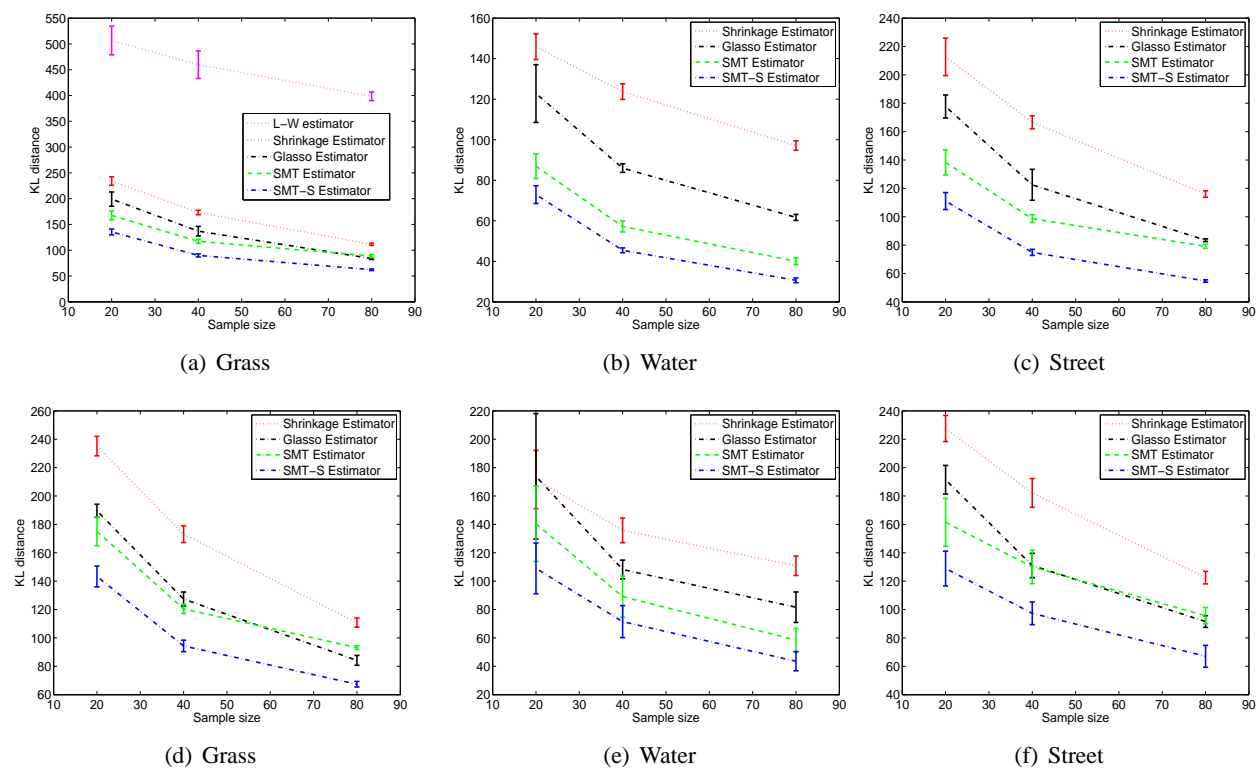 550
500
450
400
350
300
250
200
150
100
50
0
KL distance
L-W estimator
Shrinkage Estimator
Glasso Estimator
SMT Estimator
SMT-S Estimator
10 20 30 40 50 60 70 80 90
Sample size
(a) Grass
160
140
120
100
80
60
40
20
KL distance
Shrinkage Estimator
Glasso Estimator
SMT Estimator
SMT-S Estimator
10 20 30 40 50 60 70 80 90
Sample size
(b) Water
240
220
200
180
160
140
120
100
80
60
40
KL distance
Shrinkage Estimator
Glasso Estimator
SMT Estimator
SMT-S Estimator
10 20 30 40 50 60 70 80 90
Sample size
(c) Street
260
240
220
200
180
160
140
120
100
80
60
KL distance
Shrinkage Estimator
Glasso Estimator
SMT Estimator
SMT-S Estimator
10 20 30 40 50 60 70 80 90
Sample size
(d) Grass
220
200
180
160
140
120
100
80
60
40
20
KL distance
Shrinkage Estimator
Glasso Estimator
SMT Estimator
SMT-S Estimator
10 20 30 40 50 60 70 80 90
Sample size
(e) Water
240
220
200
180
160
140
120
100
80
60
40
KL distance
Shrinkage Estimator
Glasso Estimator
SMT Estimator
SMT-S Estimator
10 20 30 40 50 60 70 80 90
Sample size
(f) Street